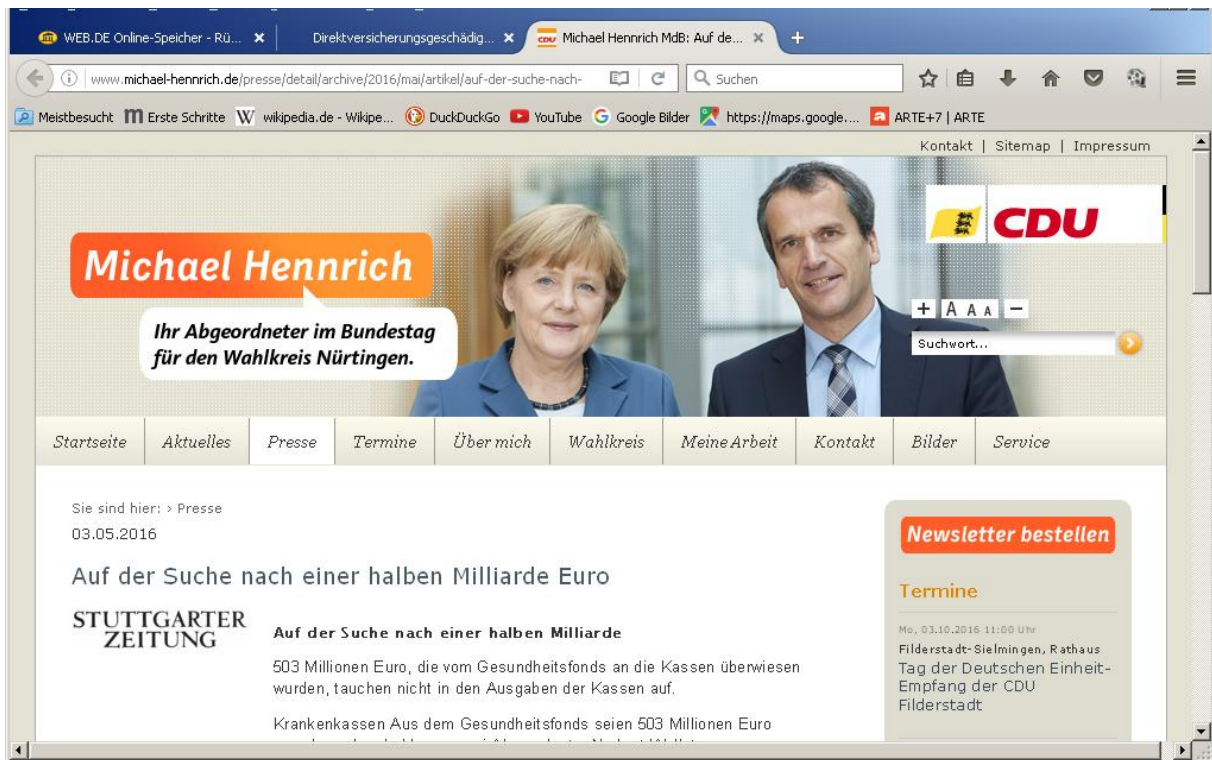 WEB.DE Online-Speicher - Rü...
Direktversicherungsgeschädig...
CDU Michael Hennrich MdB: Auf de...
www.michael-hennrich.de/presse/detail/archive/2016/mai/artikel/auf-der-suche-nach-
Suchen
Meistbesucht
Erste Schritte
wikipedia.de - Wikipe...
DuckDuckGo
YouTube
Google Bilder
https://maps.google....
ARTE+7 | ARTE
Kontakt | Sitemap | Impressum
CDU
Michael Hennrich
Ihr Abgeordneter im Bundestag
für den Wahlkreis Nürtingen.
+ A A A –
Suchwort...
Startseite
Aktuelles
Presse
Termine
Über mich
Wahlkreis
Meine Arbeit
Kontakt
Bilder
Service
Sie sind hier: › Presse
03.05.2016
Auf der Suche nach einer halben Milliarde Euro
STUTTGARTER
ZEITUNG
Auf der Suche nach einer halben Milliarde
503 Millionen Euro, die vom Gesundheitsfonds an die Kassen überwiesen
wurden, tauchen nicht in den Ausgaben der Kassen auf.
Krankenkassen Aus dem Gesundheitsfonds seien 503 Millionen Euro
Newsletter bestellen
Termine
Mo, 03.10.2016 11:00 Uhr
Filderstadt-Sielmingen, Rathaus
Tag der Deutschen Einheit-
Empfang der CDU
Filderstadt